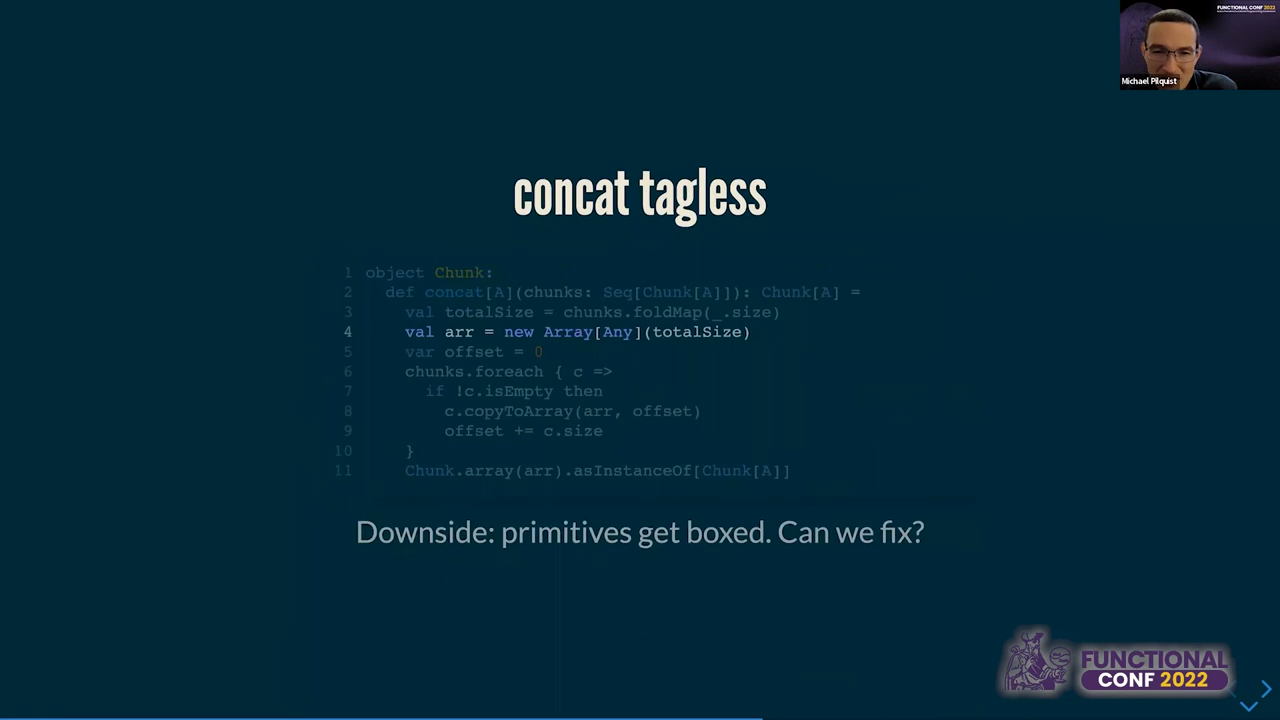 FUNCTIONAL CONF 2022
Michael Pilquist
concat tagless
1 object Chunk:
2 def concat[A](chunks: Seq[Chunk[A]]): Chunk[A] =
3 val totalSize = chunks.foldMap(_.size)
4 val arr = new Array[Any](totalSize)
5 var offset = 0
6 chunks.foreach { c =>
7 if !c.isEmpty then
8 c.copyToArray(arr, offset)
9 offset += c.size
10 }
11 Chunk.array(arr).asInstanceOf[Chunk[A]]
Downside: primitives get boxed. Can we fix?
FUNCTIONAL
CONF 2022